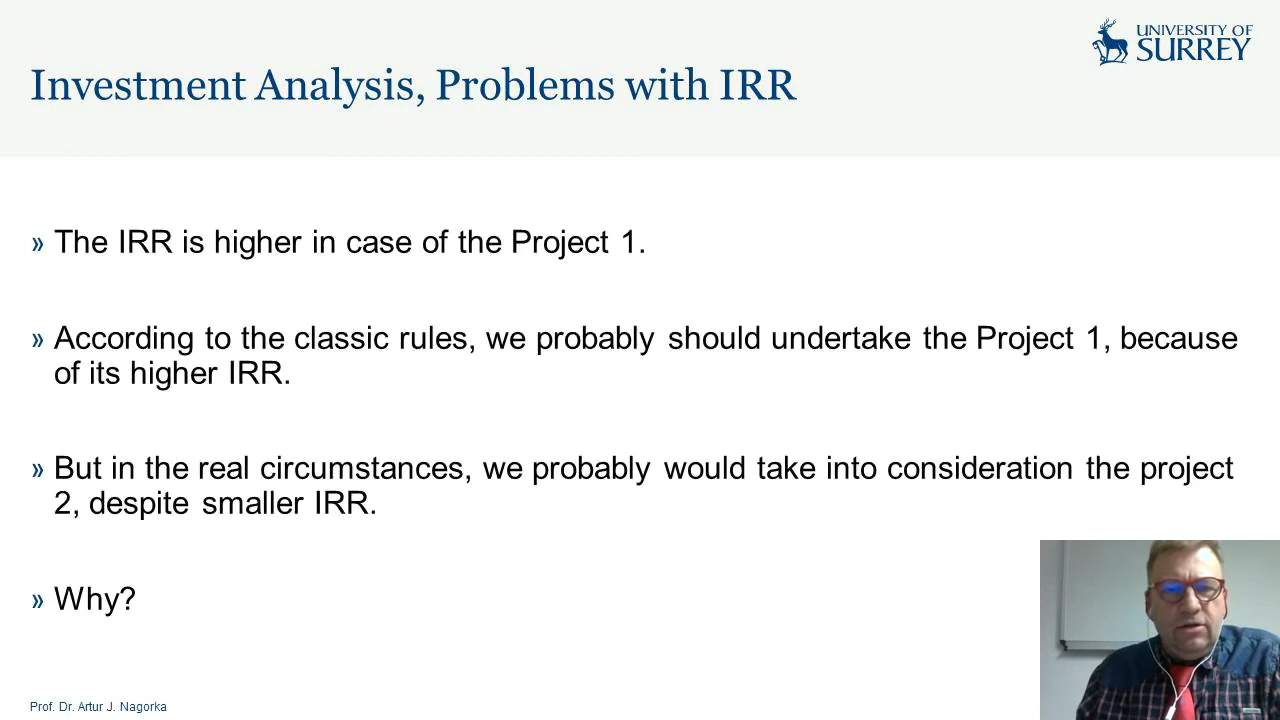 UNIVERSITY OF
SURREY
Investment Analysis, Problems with IRR
» The IRR is higher in case of the Project 1.
» According to the classic rules, we probably should undertake the Project 1, because
of its higher IRR.
» But in the real circumstances, we probably would take into consideration the project
2, despite smaller IRR.
» Why?
Prof. Dr. Artur J. Nagorka